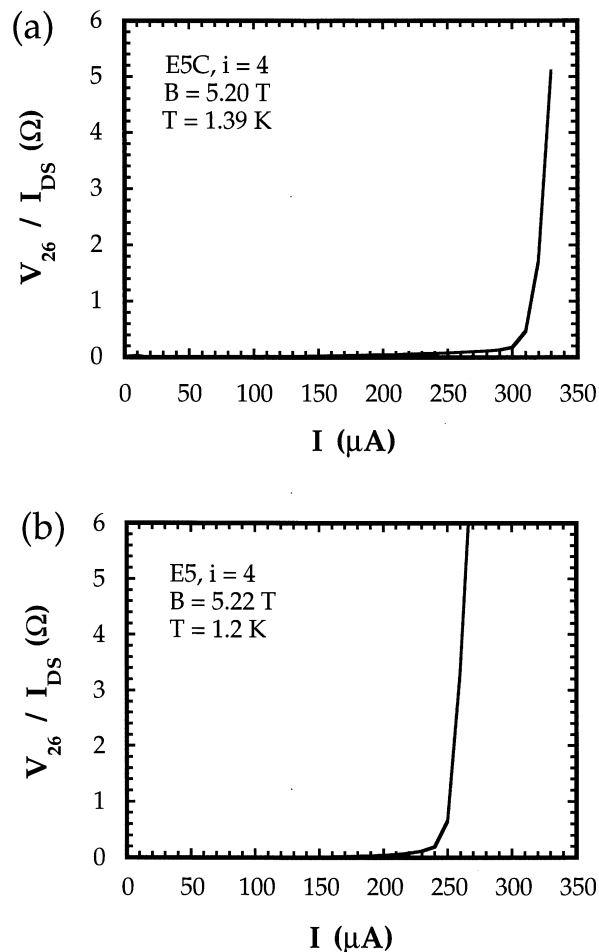 (a)
6
5
4
3
2
1
0
V26 / IDS (Ω)
E5C, i = 4
B = 5.20 T
T = 1.39 K
0 50 100 150 200 250 300 350
I (μA)
(b)
6
5
4
3
2
1
0
V26 / IDS (Ω)
E5, i = 4
B = 5.22 T
T = 1.2 K
0 50 100 150 200 250 300 350
I (μA)